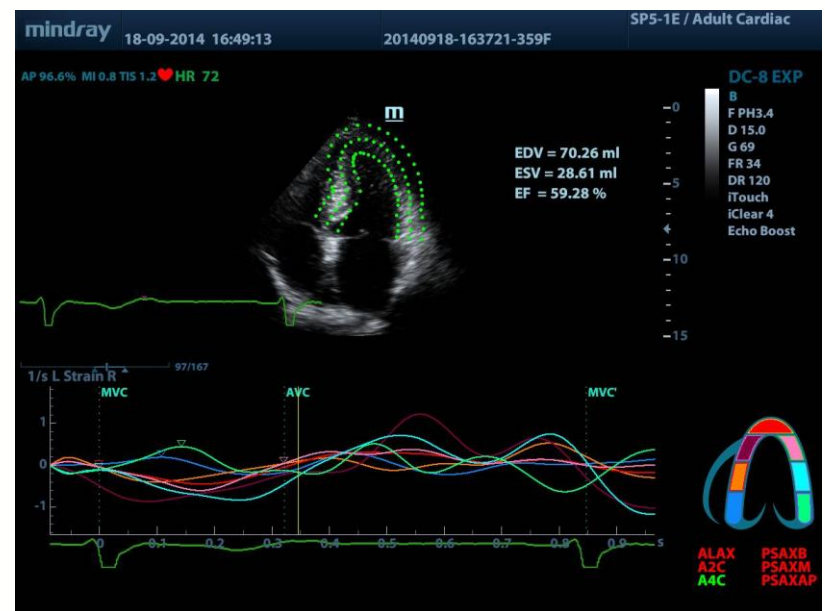 mindray
18-09-2014 16:49:13
20140918-163721-359F
SP5-1E / Adult Cardiac
AP 96.6% MI 0.8 TIS 1.2 HR 72
DC-8 EXP
m
B
F PH3.4
D 15.0
G 69
FR 34
DR 120
iTouch
iClear 4
Echo Boost
EDV = 70.26 ml
ESV = 28.61 ml
EF = 59.28 %
0
5
10
15
97/167
1/s L Strain R
MVC
AVC
MVC'
1
0
-1
0 0.1 0.2 0.3 0.4 0.5 0.6 0.7 0.8 0.9 s
ALAX PSAXB
A2C PSAXM
A4C PSAXAP